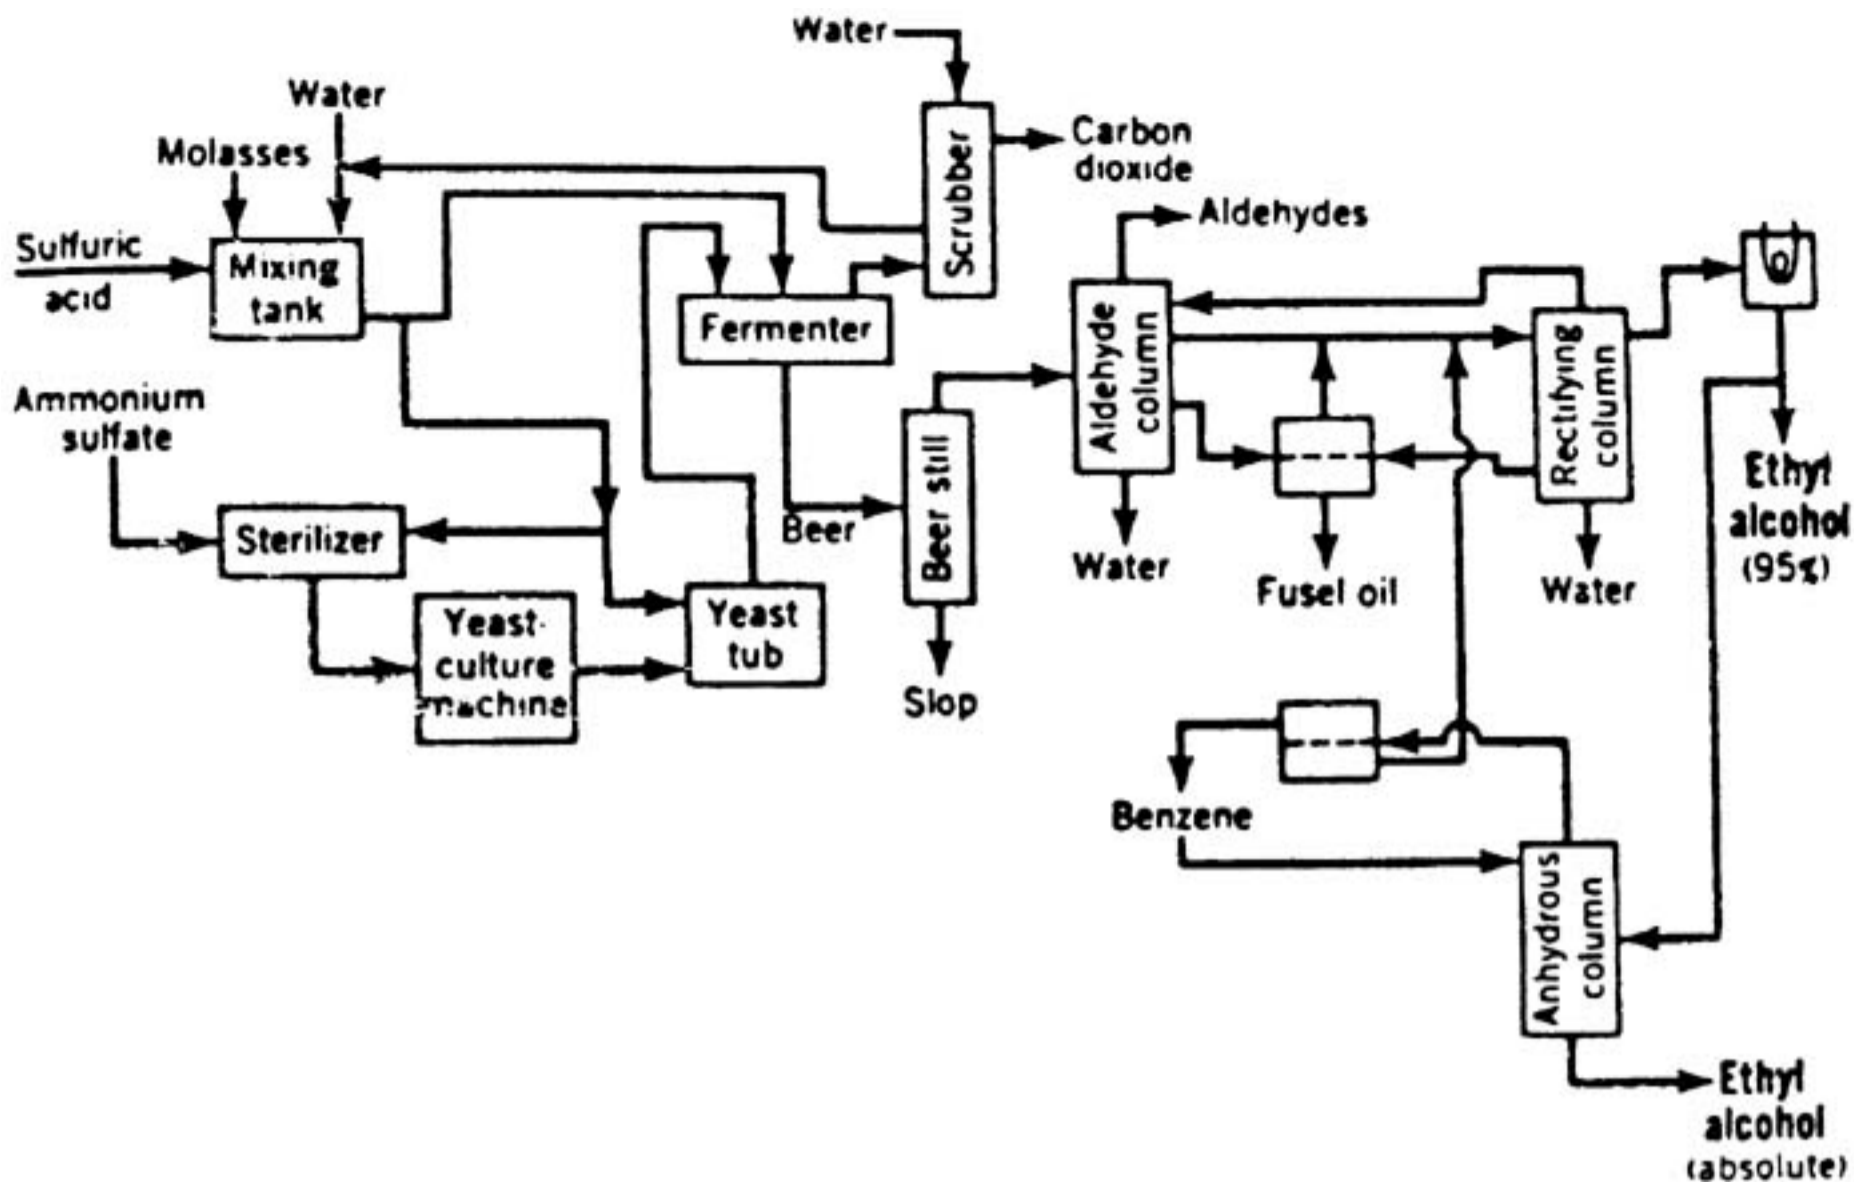 Water
Water
Molasses
Carbon
dioxide
Scrubber
Aldehydes
Sulfuric
acid
Mixing
tank
Fermenter
Aldehyde
column
Rectifying
column
Ammonium
sulfate
Ethyl
alcohol
(95%)
Sterilizer
Beer
Beer still
Water
Fusel oil
Water
Yeast-
culture
machine
Yeast
tub
Slop
Benzene
Anhydrous
column
Ethyl
alcohol
(absolute)